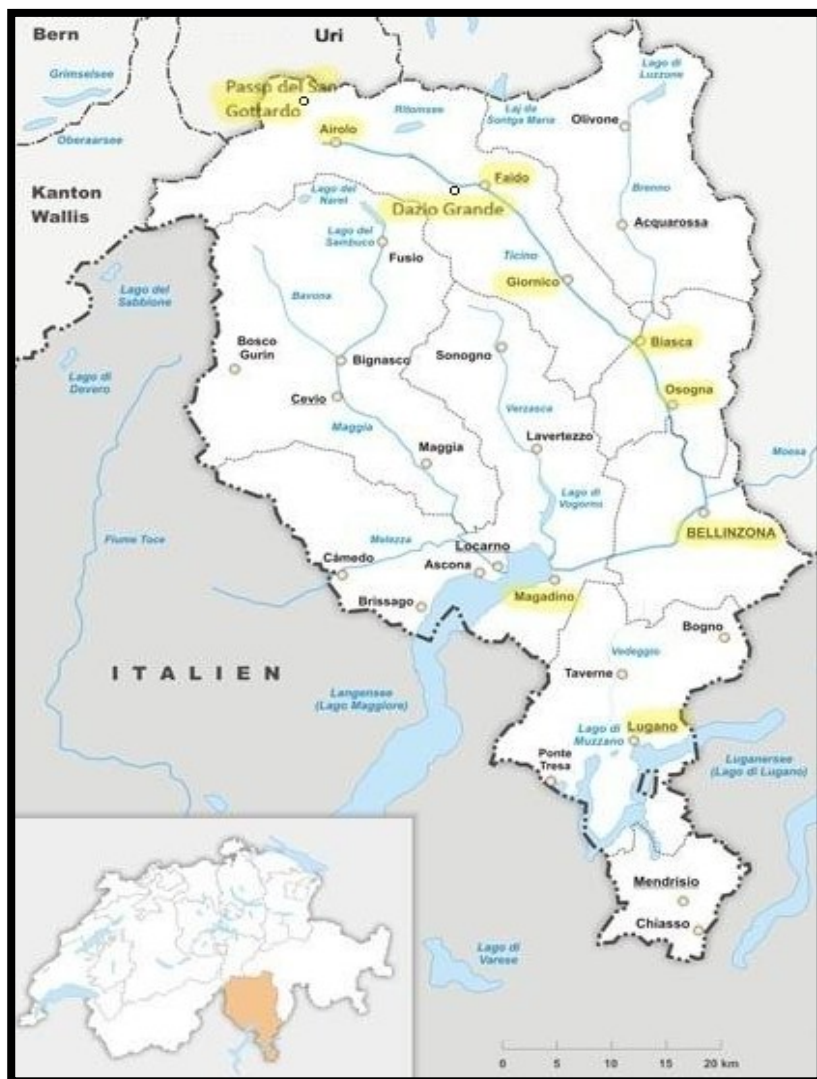 Bern
Uri
Grimselsee
Oberaarsee
Passo del San
Gottardo
Airolo
Ritomsee
Laj da
Sontga Maria
Lago di
Luzzone
Olivone
Kanton
Wallis
Lago del
Naret
Dazio Grande
Faido
Brenno
Lago del
Sambuco
Fusio
Acquarossa
Ticino
Lago del
Sabbione
Bavona
Giornico
Bosco
Gurin
Bignasco
Sonogno
Biasca
Lago di
Devero
Cevio
Osogna
Maggia
Verzasca
Lavertezzo
Maggia
Moesa
Lago di
Vogorno
Fiume Toce
Melezza
Locarno
BELLINZONA
Cámedo
Ascona
Brissago
Magadino
Bogno
Vedeggio
ITALIEN
Taverne
Langensee
(Lago Maggiore)
Lugano
Lago di
Muzzano
Ponte
Tresa
Luganersee
(Lago di Lugano)
Mendrisio
Chiasso
Lago di
Varese
0 5 10 15 20 km